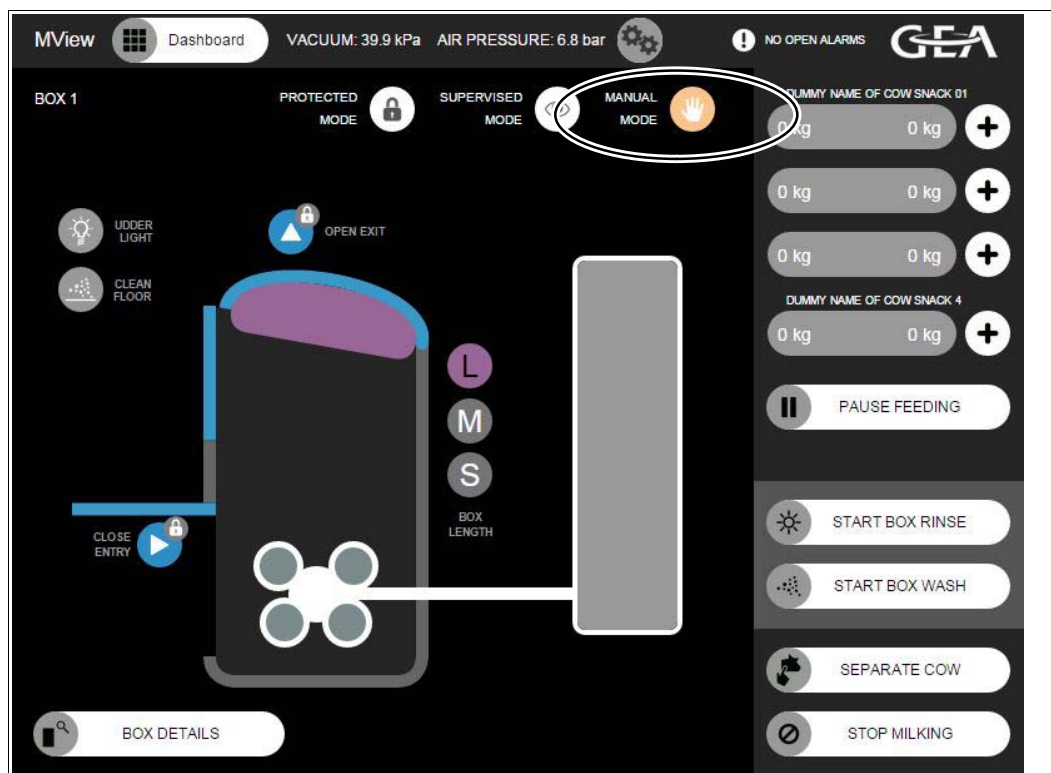 MView
Dashboard
VACUUM: 39.9 kPa
AIR PRESSURE: 6.8 bar
NO OPEN ALARMS
GEA
BOX 1
PROTECTED
MODE
SUPERVISED
MODE
MANUAL
MODE
DUMMY NAME OF COW SNACK 01
0 kg 0 kg
0 kg 0 kg
0 kg 0 kg
DUMMY NAME OF COW SNACK 4
0 kg 0 kg
PAUSE FEEDING
UDDER
LIGHT
CLEAN
FLOOR
OPEN EXIT
L
M
S
BOX
LENGTH
CLOSE
ENTRY
START BOX RINSE
START BOX WASH
SEPARATE COW
STOP MILKING
BOX DETAILS